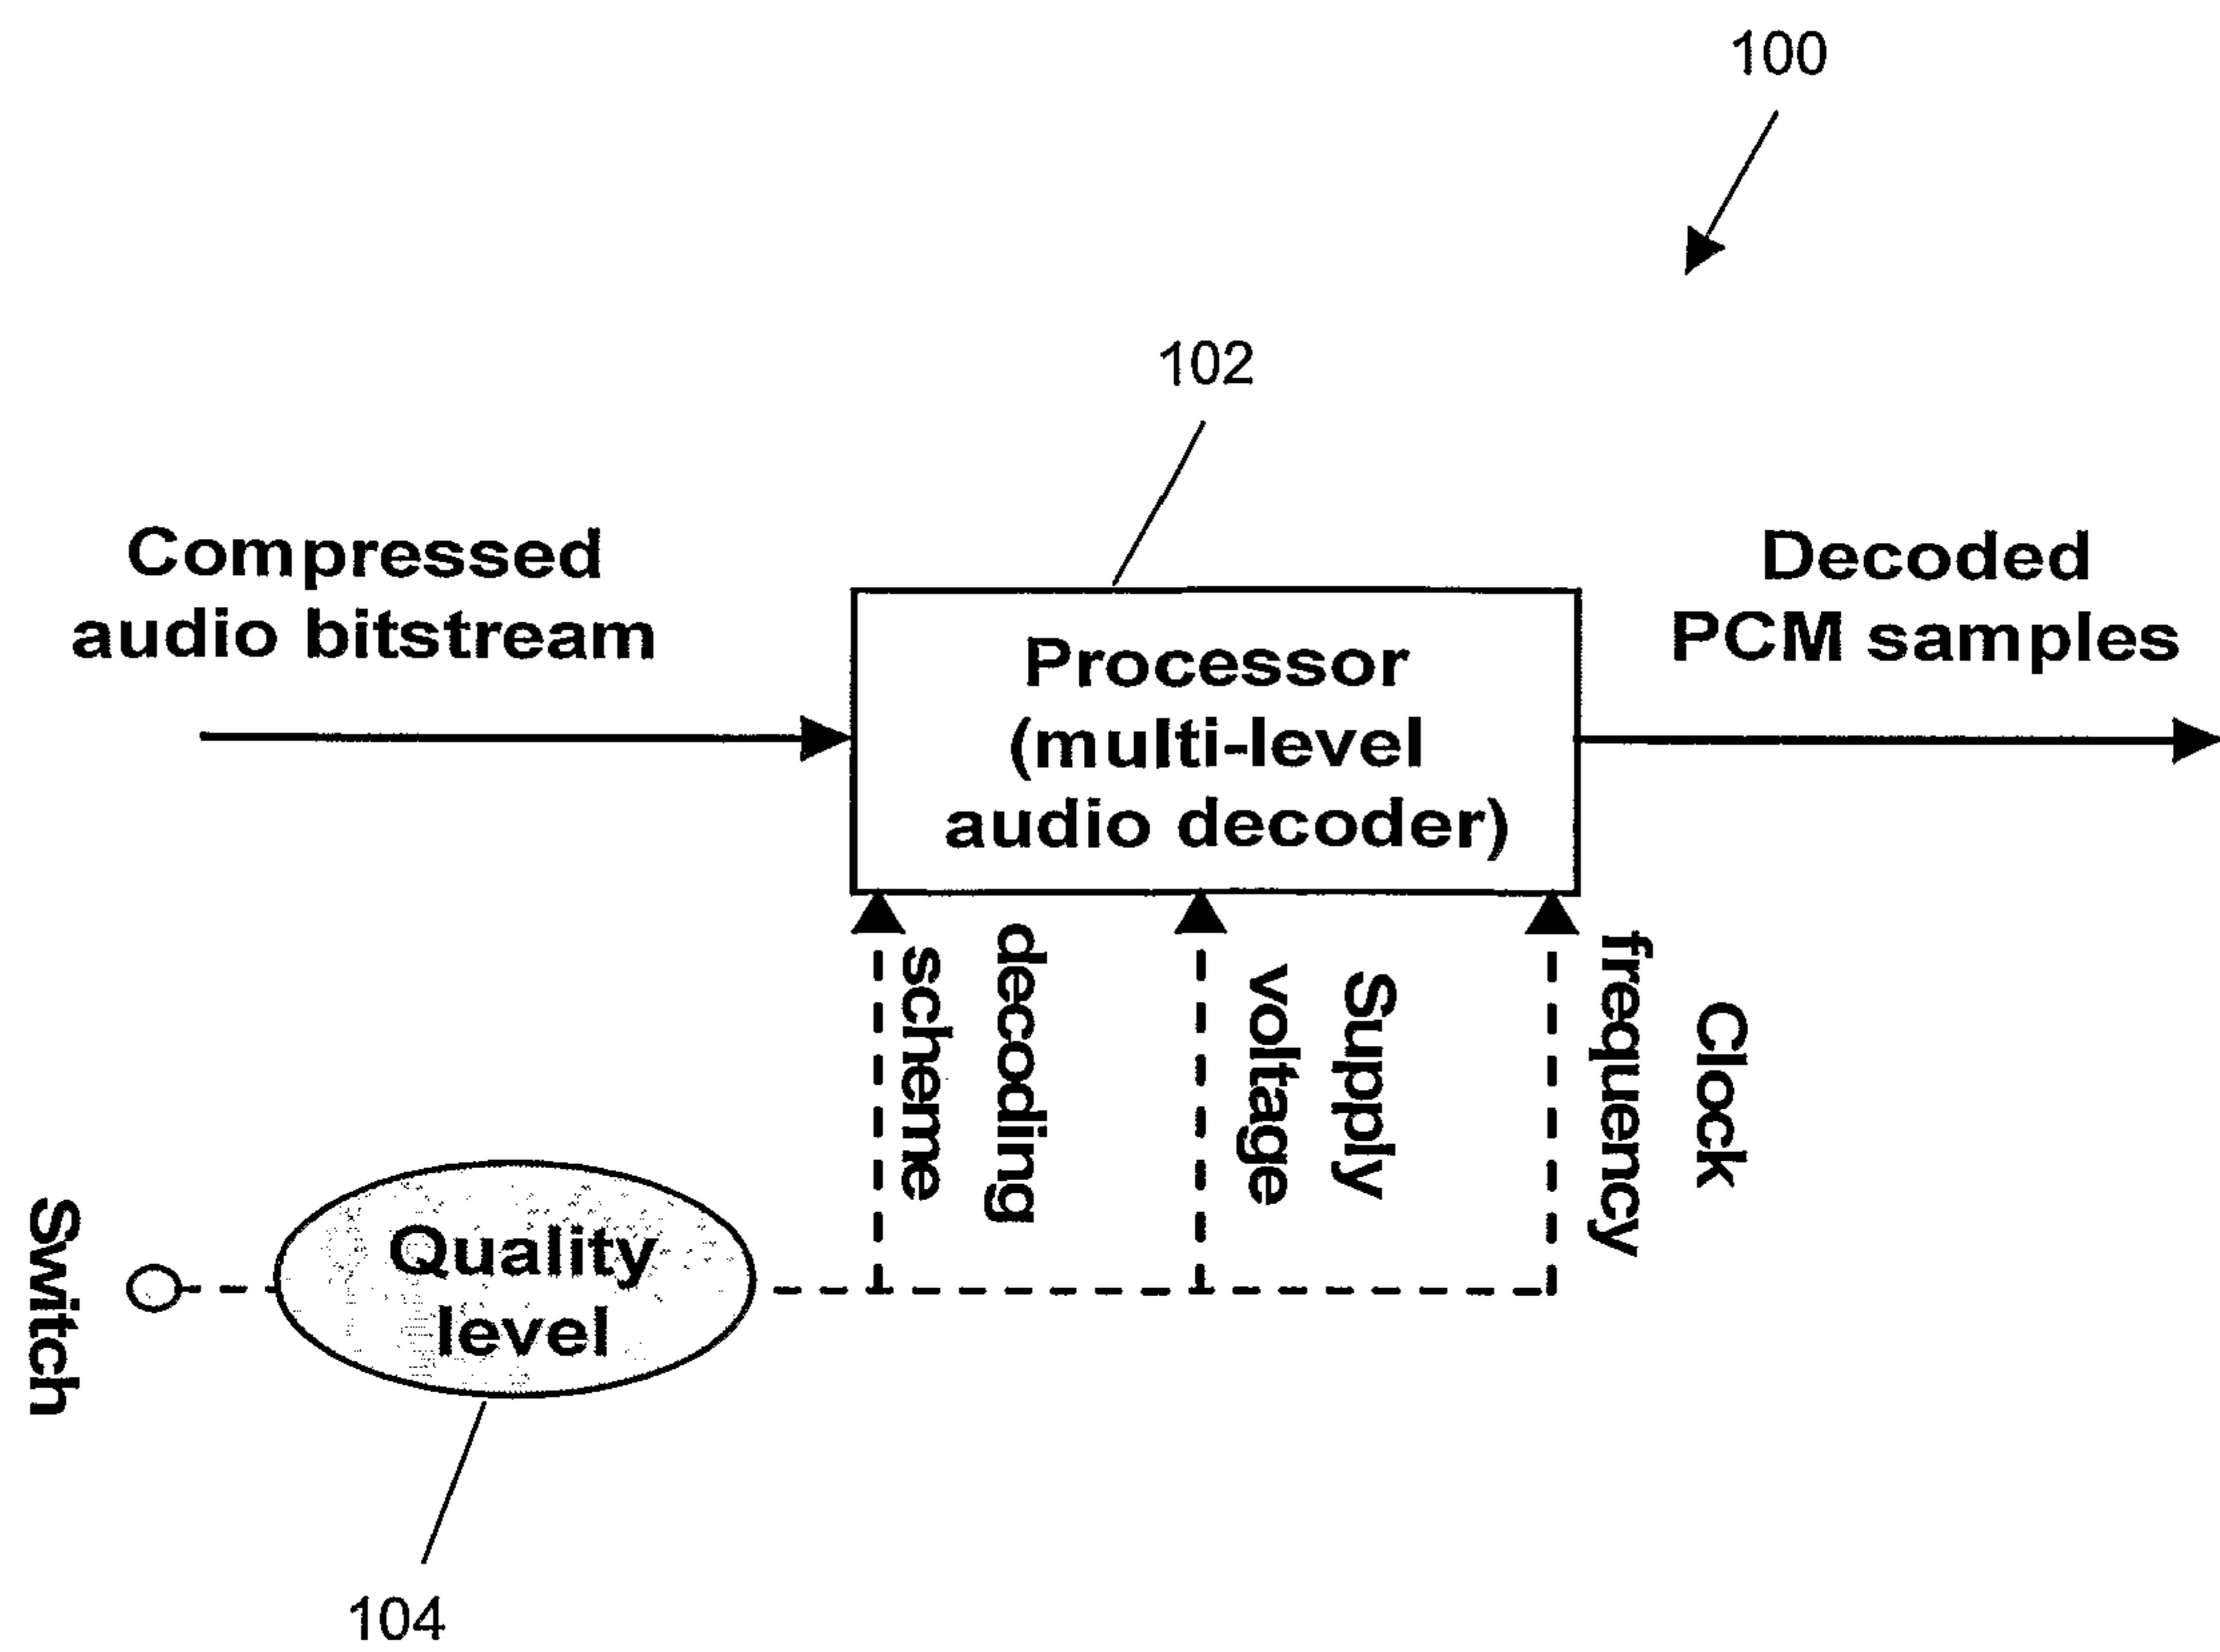 100
102
Compressed
audio bitstream
Processor
(multi-level
audio decoder)
Decoded
PCM samples
decoding
scheme
Supply
voltage
Clock
frequency
Switch
Quality
level
104